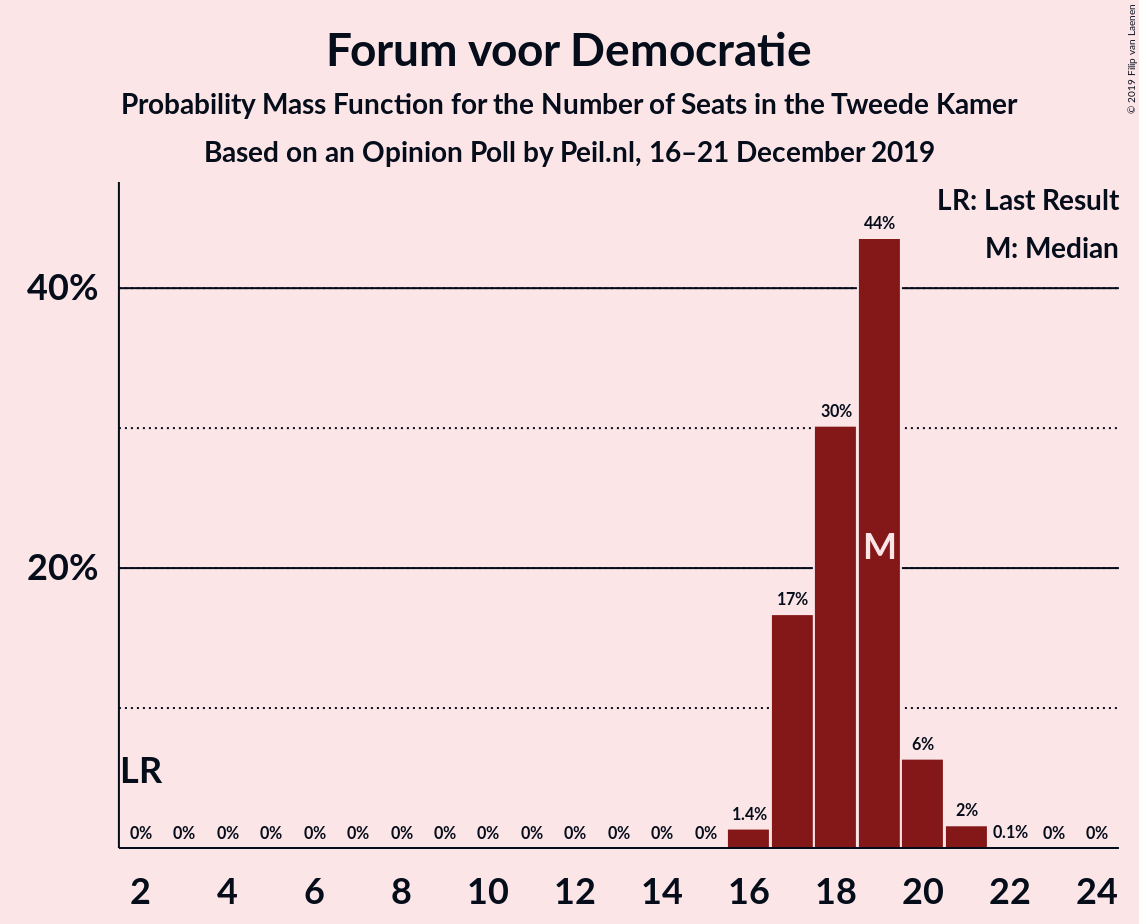 © 2019 Filip van Laenen
Forum voor Democratie
Probability Mass Function for the Number of Seats in the Tweede Kamer
Based on an Opinion Poll by Peil.nl, 16–21 December 2019
LR: Last Result
M: Median
44%
40%
30%
M
20%
17%
6%
LR
1.4%
2%
0% 0% 0% 0% 0% 0% 0% 0% 0% 0% 0% 0% 0% 0% 0.1% 0% 0%
2 4 6 8 10 12 14 16 18 20 22 24